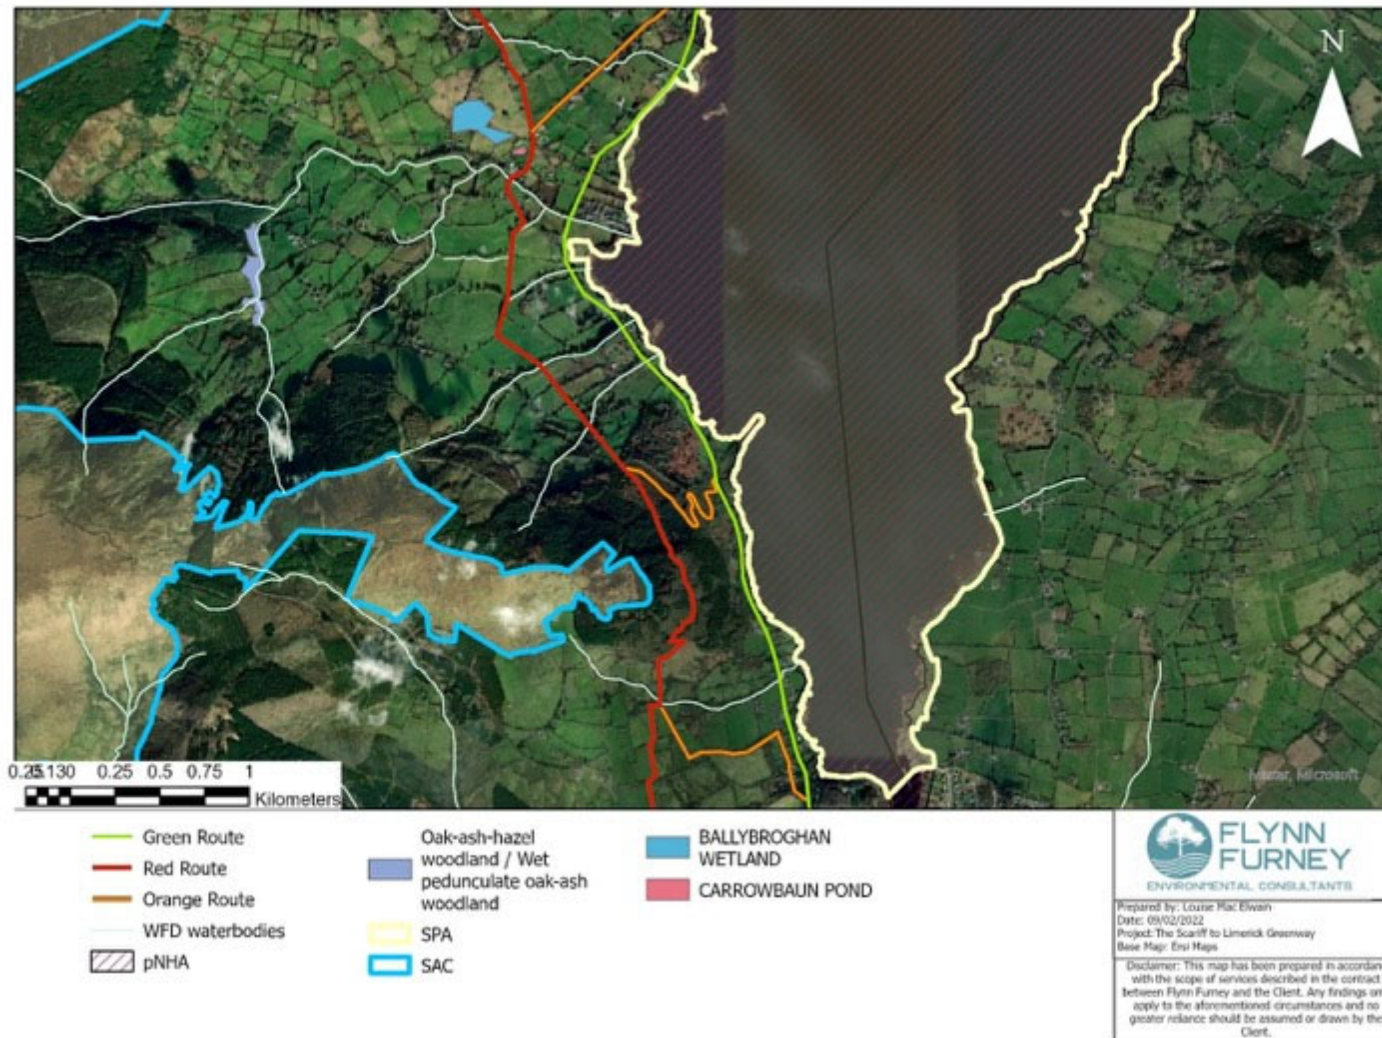 N
Maxar, Microsoft
0.25 0.130 0.25 0.5 0.75 1
Kilometers
Green Route
Red Route
Orange Route
WFD waterbodies
pNHA
Oak-ash-hazel
woodland / Wet
pedunculate oak-ash
woodland
SPA
SAC
BALLYBROGHAN
WETLAND
CARROWBAUN POND
FLYNN
FURNEY
ENVIRONMENTAL CONSULTANTS
Prepared by: Louise Mac Elwain
Date: 09/02/2022
Project: The Scariff to Limerick Greenway
Base Map: Esri Maps
Disclaimer: This map has been prepared in accordan
with the scope of services described in the contract
between Flynn Furney and the Client. Any findings on
apply to the aforementioned circumstances and no
greater reliance should be assumed or drawn by the
Client.